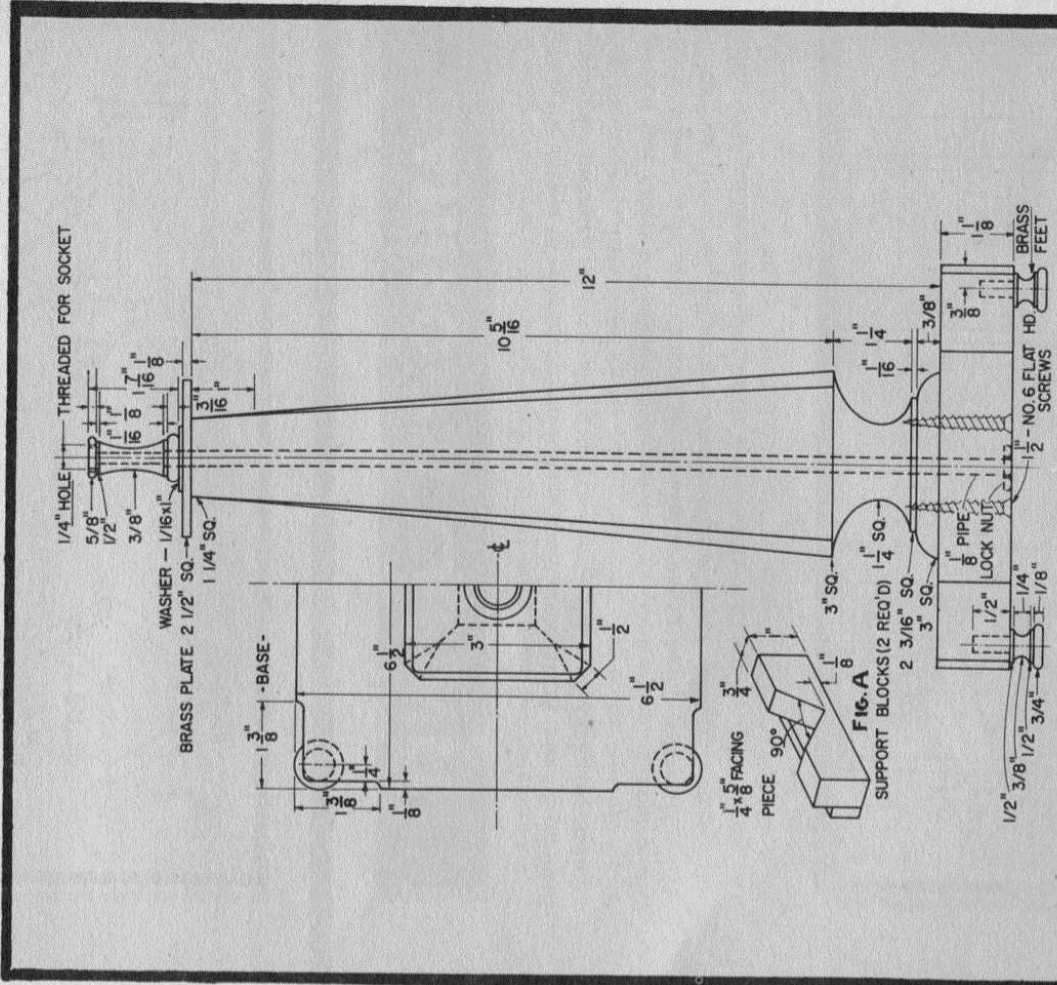 1/4" HOLE THREADED FOR SOCKET
5/8"
1/2"
3/8"
1/16"
1/8"
1 7/16"
1/8"
WASHER — 1/16 x 1"
BRASS PLATE 2 1/2" SQ.
1 1/4" SQ.
3/16"
10 5/16"
12"
-BASE-
1 3/8"
6 1/2"
3"
1/2"
6 1/2"
1/4"
1 3/8"
1/8"
℄
1/4" x 5/8" FACING
PIECE
3/4"
1"
90°
1/8"
FIG. A
SUPPORT BLOCKS (2 REQ'D)
3" SQ.
1 1/4" SQ.
2 3/16" SQ.
3" SQ.
1 1/4"
1/16"
3/8"
1 1/8"
3/8"
1/8" PIPE
LOCK NUT
1 1/2" - NO. 6 FLAT HD.
SCREWS
BRASS
FEET
1/2"
1/4"
1/8"
1/2"
3/8"
1/2"
3/4"